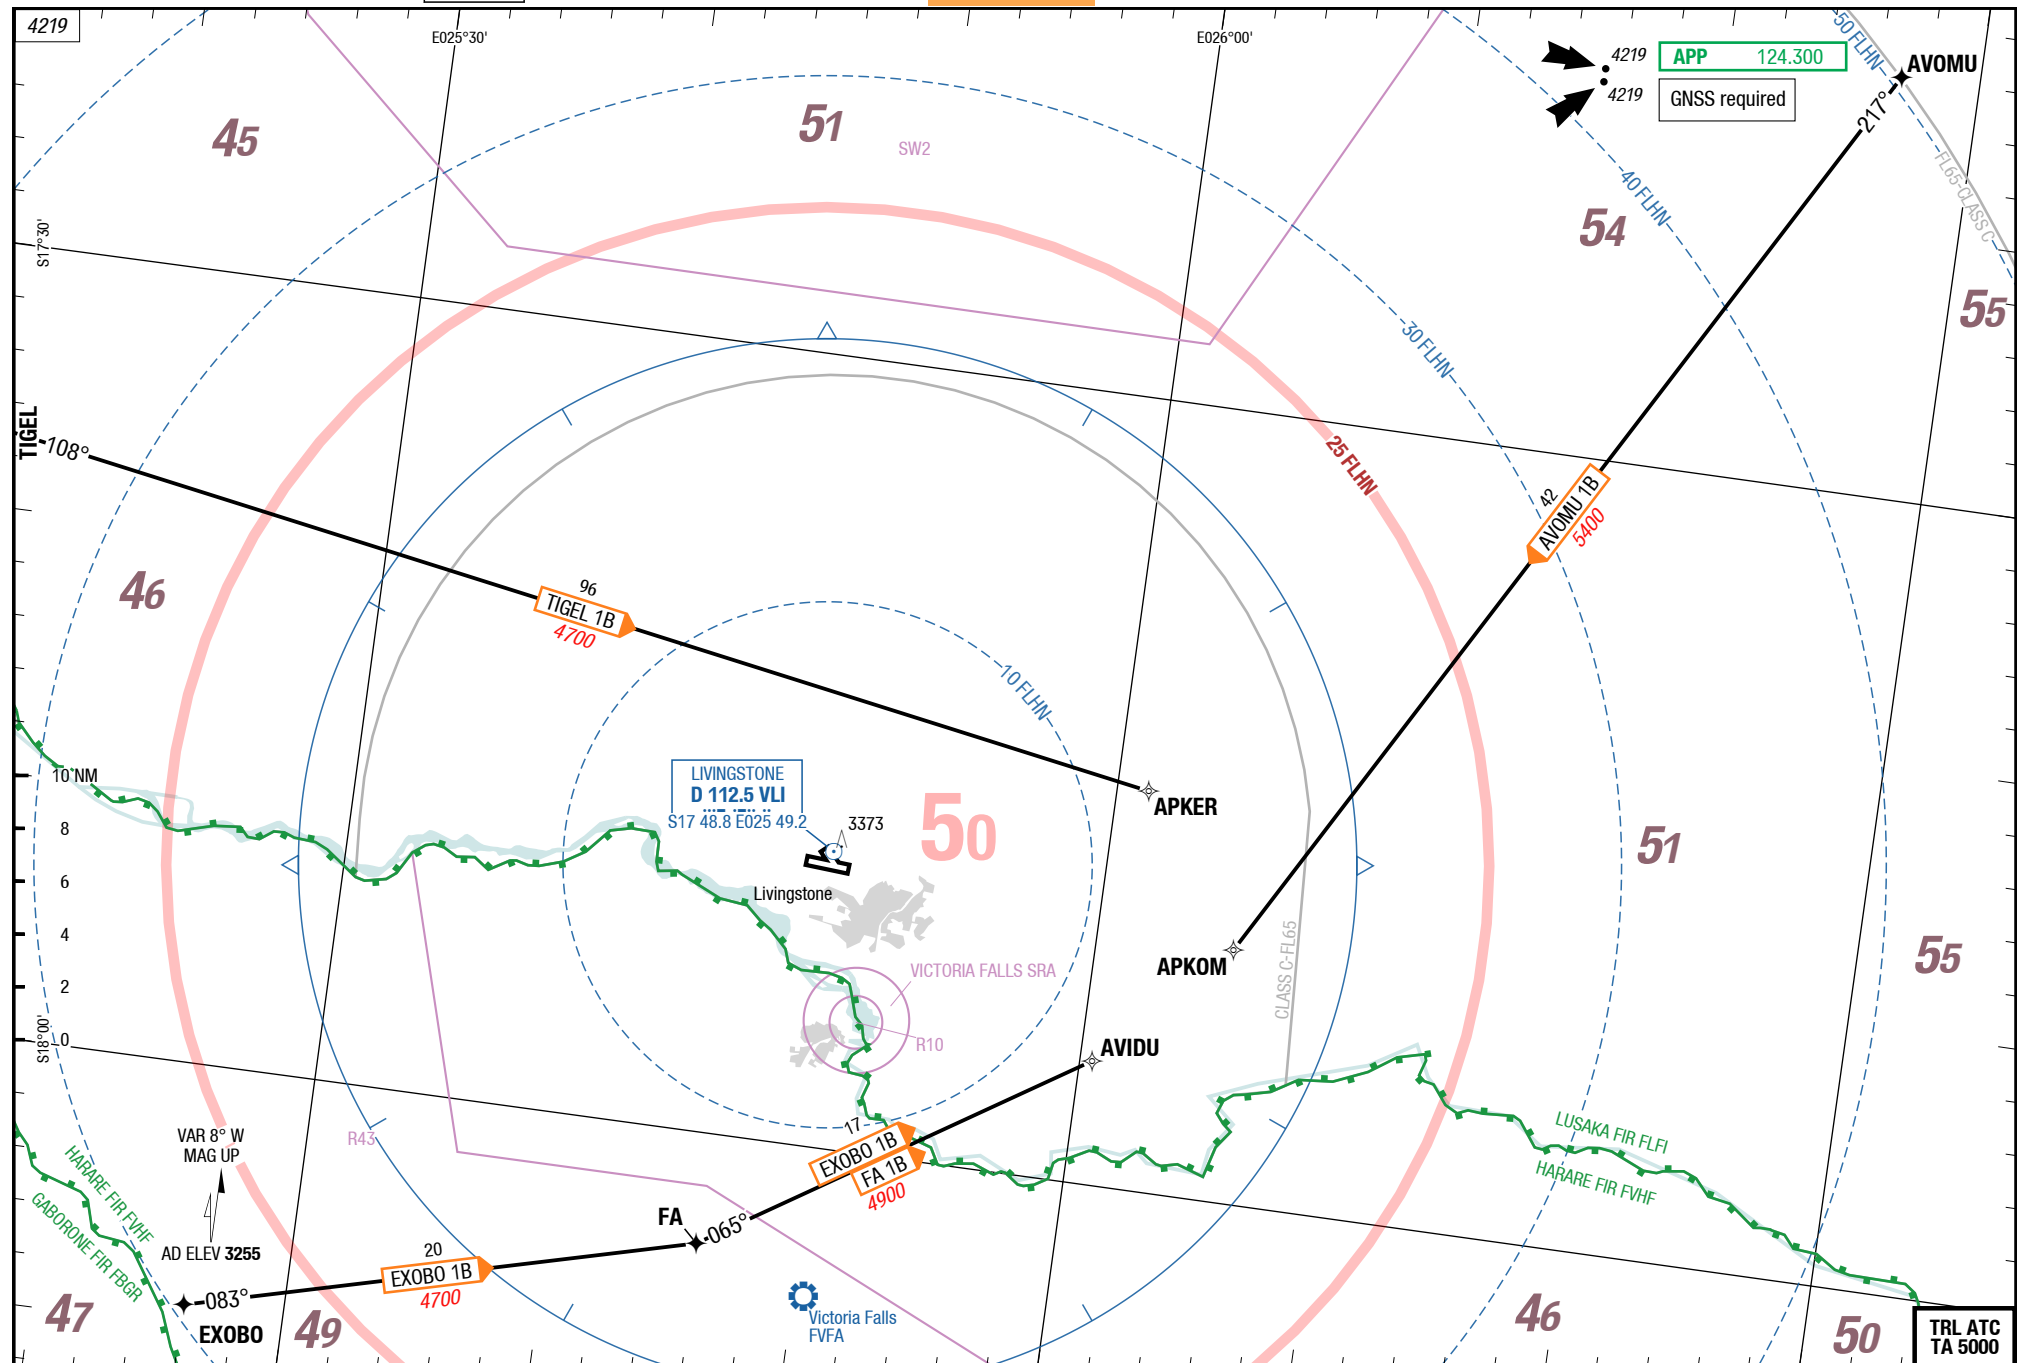 4219
E025°30'
E026°00'
4219
4219
APP 124.300
GNSS required
50 FLHN
AVOMU
217°
45
51
SW2
40 FLHN
FL65-CLASS C
54
55
S17°30'
30 FLHN
TIGEL
108°
25 FLHN
42
AVOMU 1B
5400
46
96
TIGEL 1B
4700
10 FLHN
10 NM
8
6
4
2
0
LIVINGSTONE
D 112.5 VLI
S17 48.8 E025 49.2
3373
50
APKER
Livingstone
51
APKOM
CLASS C-FL65
55
VICTORIA FALLS SRA
R10
S18°00'
AVIDU
VAR 8° W
MAG UP
R43
17
EXOBO 1B
FA 1B
4900
LUSAKA FIR FLFI
HARARE FIR FVHF
HARARE FIR FVHF
GABORONE FIR FBGR
FA
065°
AD ELEV 3255
20
EXOBO 1B
4700
083°
EXOBO
47
49
Victoria Falls
FVFA
46
50
TRL ATC
TA 5000